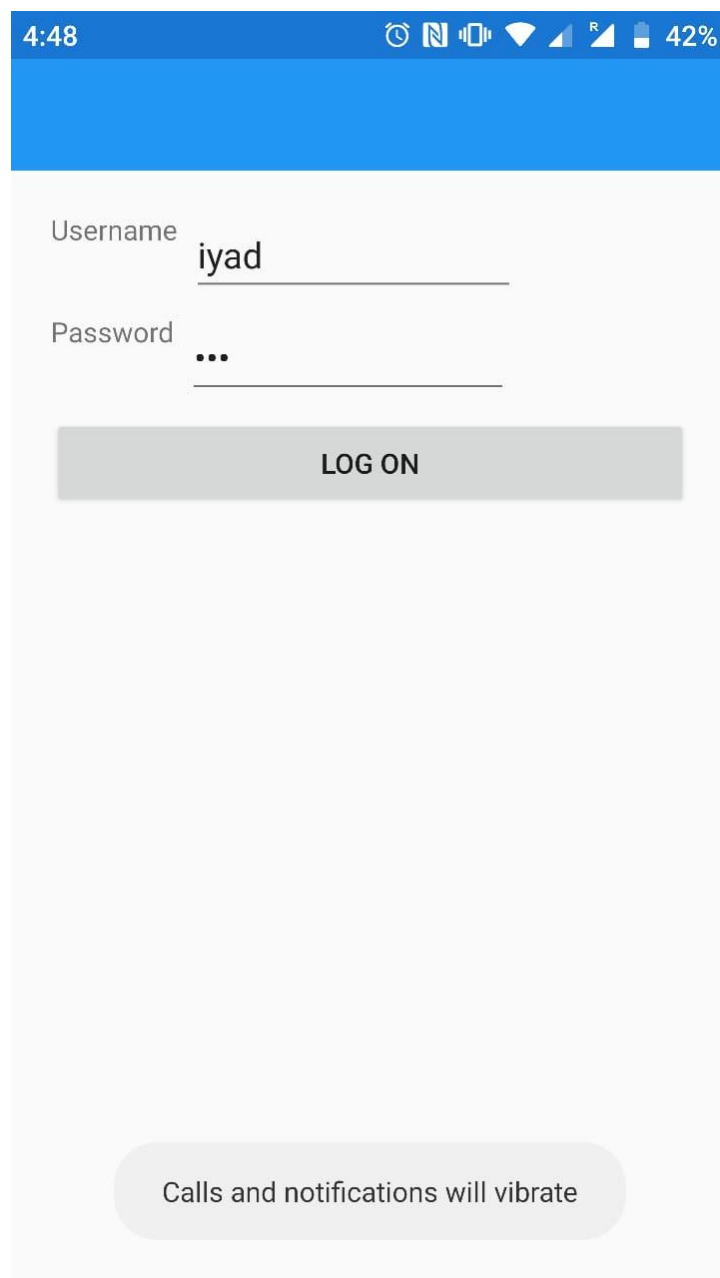 4:48
R
42%
Username
iyad
Password
•••
LOG ON
Calls and notifications will vibrate